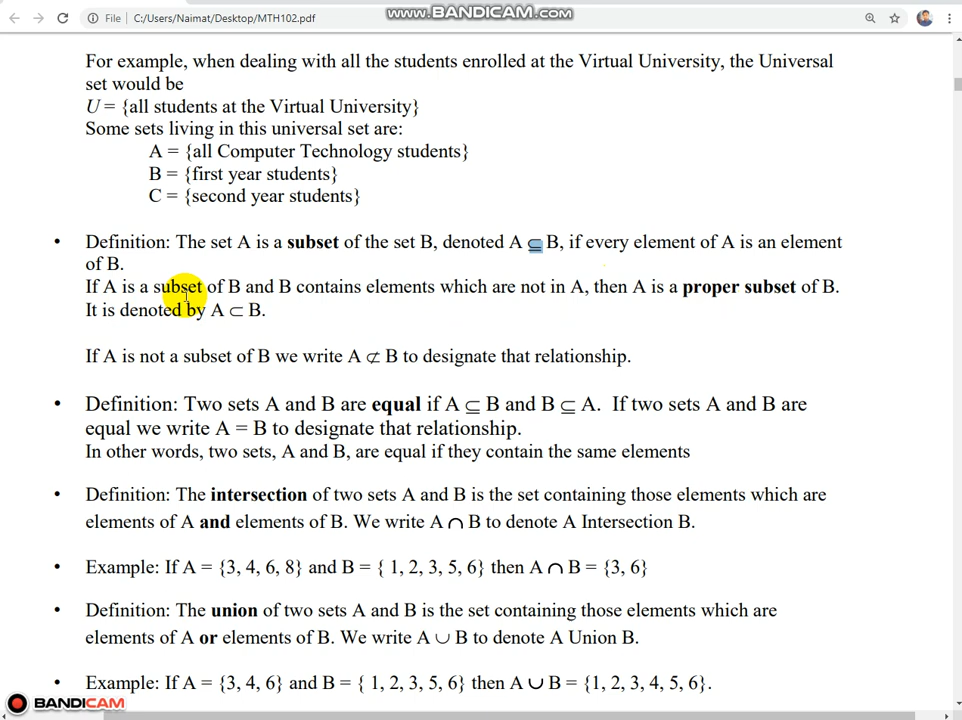 File
C:/Users/Naimat/Desktop/MTH102.pdf
www.BANDICAM.com
For example, when dealing with all the students enrolled at the Virtual University, the Universal
set would be
U = {all students at the Virtual University}
Some sets living in this universal set are:
A = {all Computer Technology students}
B = {first year students}
C = {second year students}
• Definition: The set A is a subset of the set B, denoted A ⊆ B, if every element of A is an element
of B.
If A is a subset of B and B contains elements which are not in A, then A is a proper subset of B.
It is denoted by A ⊂ B.
If A is not a subset of B we write A ⊄ B to designate that relationship.
• Definition: Two sets A and B are equal if A ⊆ B and B ⊆ A. If two sets A and B are
equal we write A = B to designate that relationship.
In other words, two sets, A and B, are equal if they contain the same elements
• Definition: The intersection of two sets A and B is the set containing those elements which are
elements of A and elements of B. We write A ∩ B to denote A Intersection B.
• Example: If A = {3, 4, 6, 8} and B = { 1, 2, 3, 5, 6} then A ∩ B = {3, 6}
• Definition: The union of two sets A and B is the set containing those elements which are
elements of A or elements of B. We write A ∪ B to denote A Union B.
• Example: If A = {3, 4, 6} and B = { 1, 2, 3, 5, 6} then A ∪ B = {1, 2, 3, 4, 5, 6}.
BANDICAM